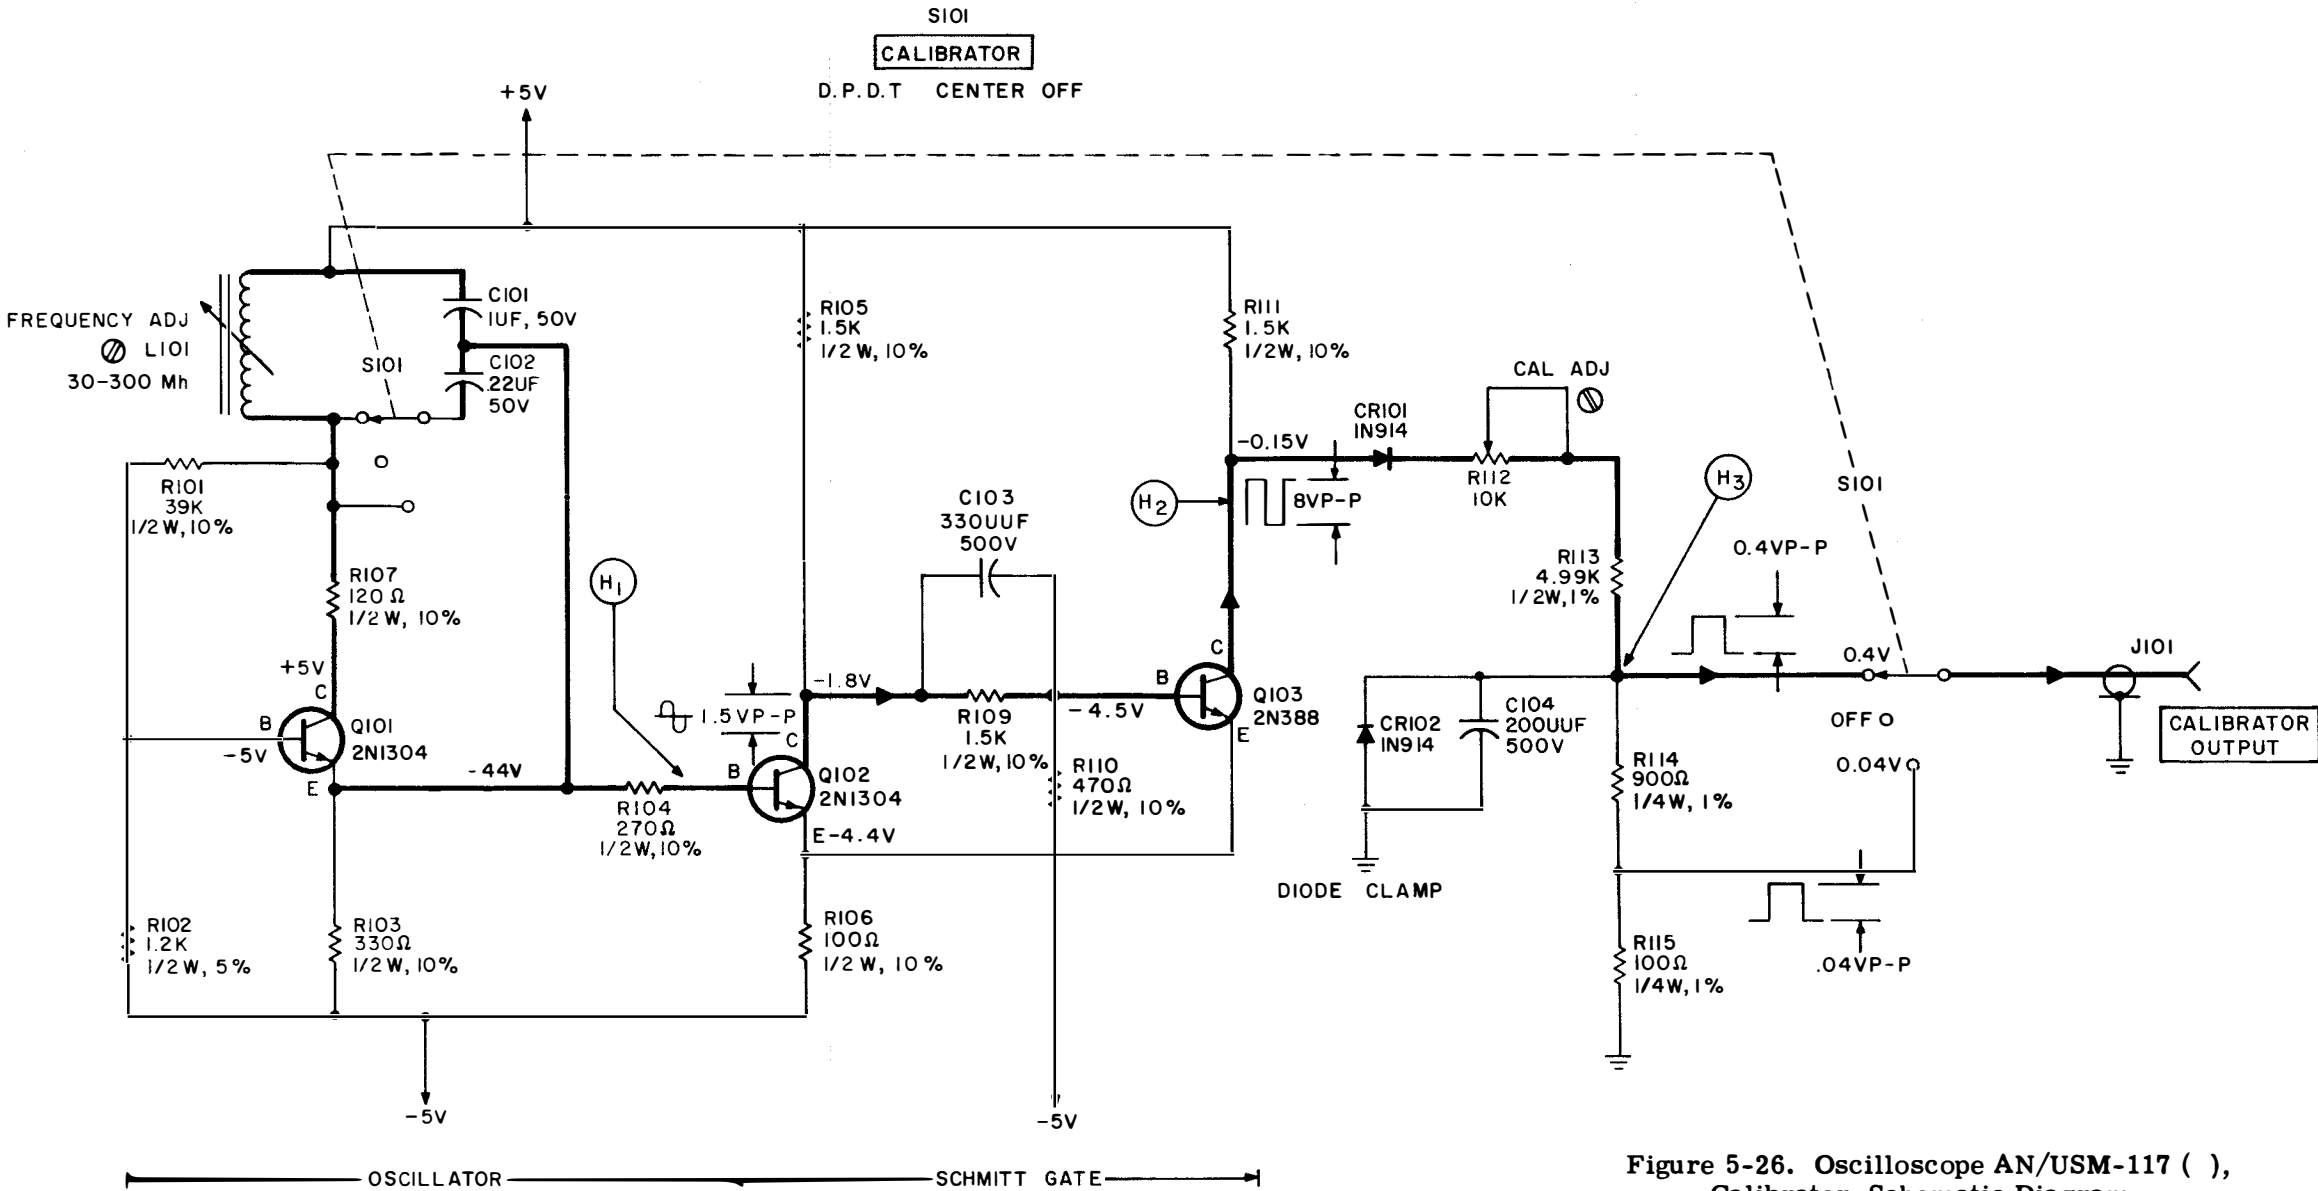 S101
CALIBRATOR
D.P.D.T CENTER OFF
+5V
FREQUENCY ADJ
L101
30-300 Mh
C101
1UF, 50V
S101
C102
.22UF
50V
R105
1.5K
1/2W, 10%
R111
1.5K
1/2W, 10%
CAL ADJ
CR101
1N914
-0.15V
R112
10K
R101
39K
1/2W, 10%
C103
330UUF
500V
H2
8VP-P
H3
S101
R107
120Ω
1/2W, 10%
H1
R113
4.99K
1/2W, 1%
0.4VP-P
+5V
C
B
-5V
Q101
2N1304
E
-44V
R104
270Ω
1/2W, 10%
1.5VP-P
-1.8V
C
B
Q102
2N1304
E-4.4V
R109
1.5K
1/2W, 10%
-4.5V
R110
470Ω
1/2W, 10%
C
B
Q103
2N388
E
CR102
1N914
C104
200UUF
500V
DIODE CLAMP
0.4V
OFF
0.04V
J101
CALIBRATOR
OUTPUT
R114
900Ω
1/4W, 1%
R102
1.2K
1/2W, 5%
R103
330Ω
1/2W, 10%
R106
100Ω
1/2W, 10%
R115
100Ω
1/4W, 1%
.04VP-P
-5V
-5V
OSCILLATOR
SCHMITT GATE
Figure 5-26. Oscilloscope AN/USM-117 ( ),
Calibrator, Schematic Diagram